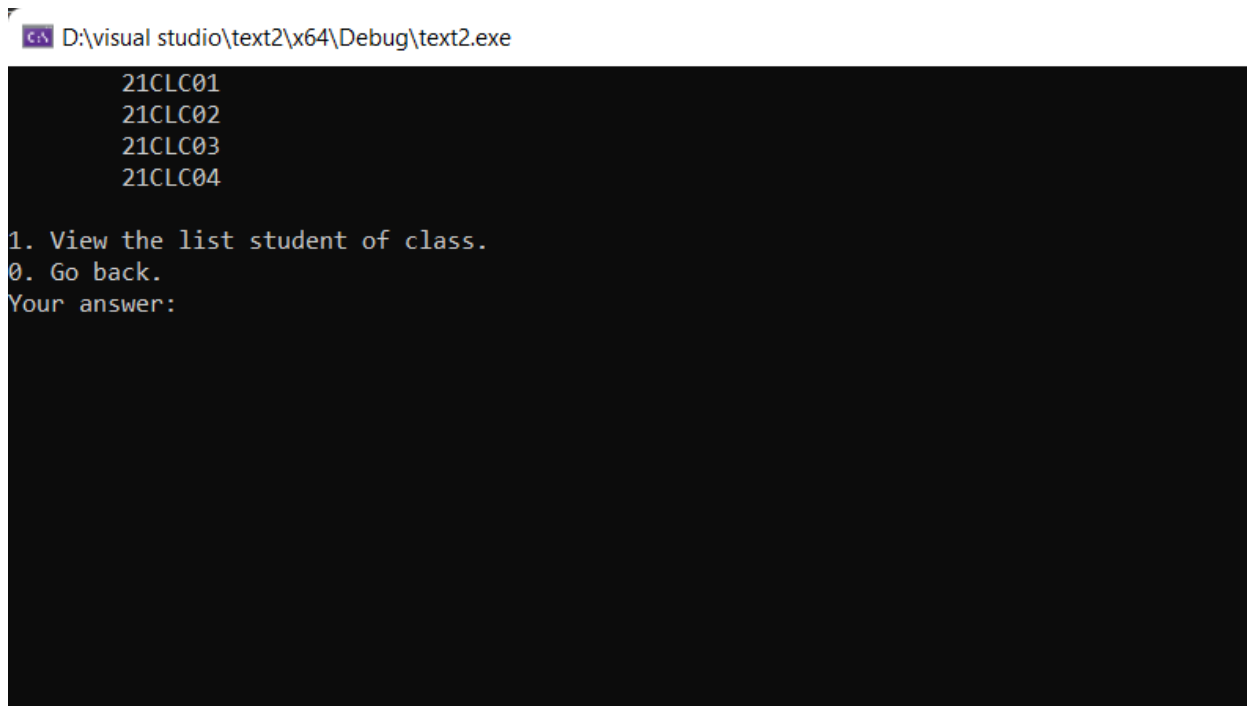 D:\visual studio\text2\x64\Debug\text2.exe
21CLC01
21CLC02
21CLC03
21CLC04
1. View the list student of class.
0. Go back.
Your answer: